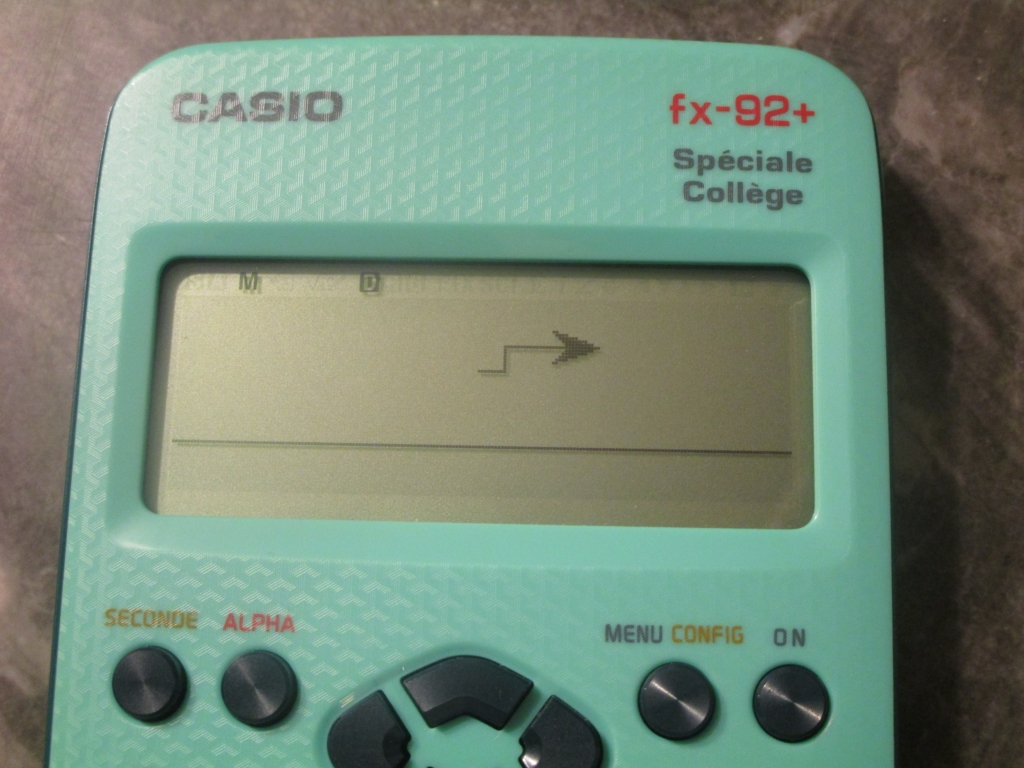 CASIO
fx-92+
Spéciale
Collège
M D
SECONDE ALPHA MENU CONFIG ON